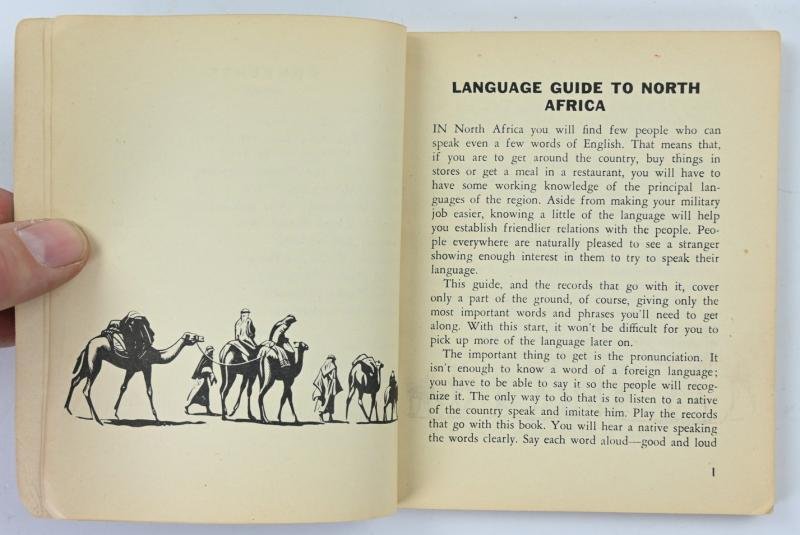 LANGUAGE GUIDE TO NORTH
AFRICA
IN North Africa you will find few people who can
speak even a few words of English. That means that,
if you are to get around the country, buy things in
stores or get a meal in a restaurant, you will have to
have some working knowledge of the principal lan-
guages of the region. Aside from making your military
job easier, knowing a little of the language will help
you establish friendlier relations with the people. Peo-
ple everywhere are naturally pleased to see a stranger
showing enough interest in them to try to speak their
language.
This guide, and the records that go with it, cover
only a part of the ground, of course, giving only the
most important words and phrases you'll need to get
along. With this start, it won't be difficult for you to
pick up more of the language later on.
The important thing to get is the pronunciation. It
isn't enough to know a word of a foreign language;
you have to be able to say it so the people will recog-
nize it. The only way to do that is to listen to a native
of the country speak and imitate him. Play the records
that go with this book. You will hear a native speaking
the words clearly. Say each word aloud—good and loud
1